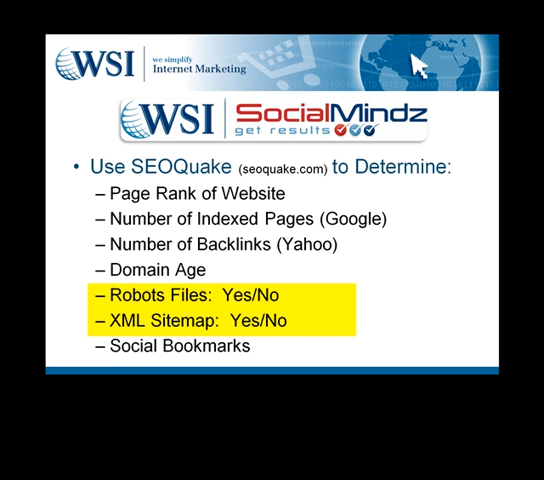 WSI
we simplify
Internet Marketing
WSI SocialMindz
get results
• Use SEOQuake (seoquake.com) to Determine:
– Page Rank of Website
– Number of Indexed Pages (Google)
– Number of Backlinks (Yahoo)
– Domain Age
– Robots Files: Yes/No
– XML Sitemap: Yes/No
– Social Bookmarks